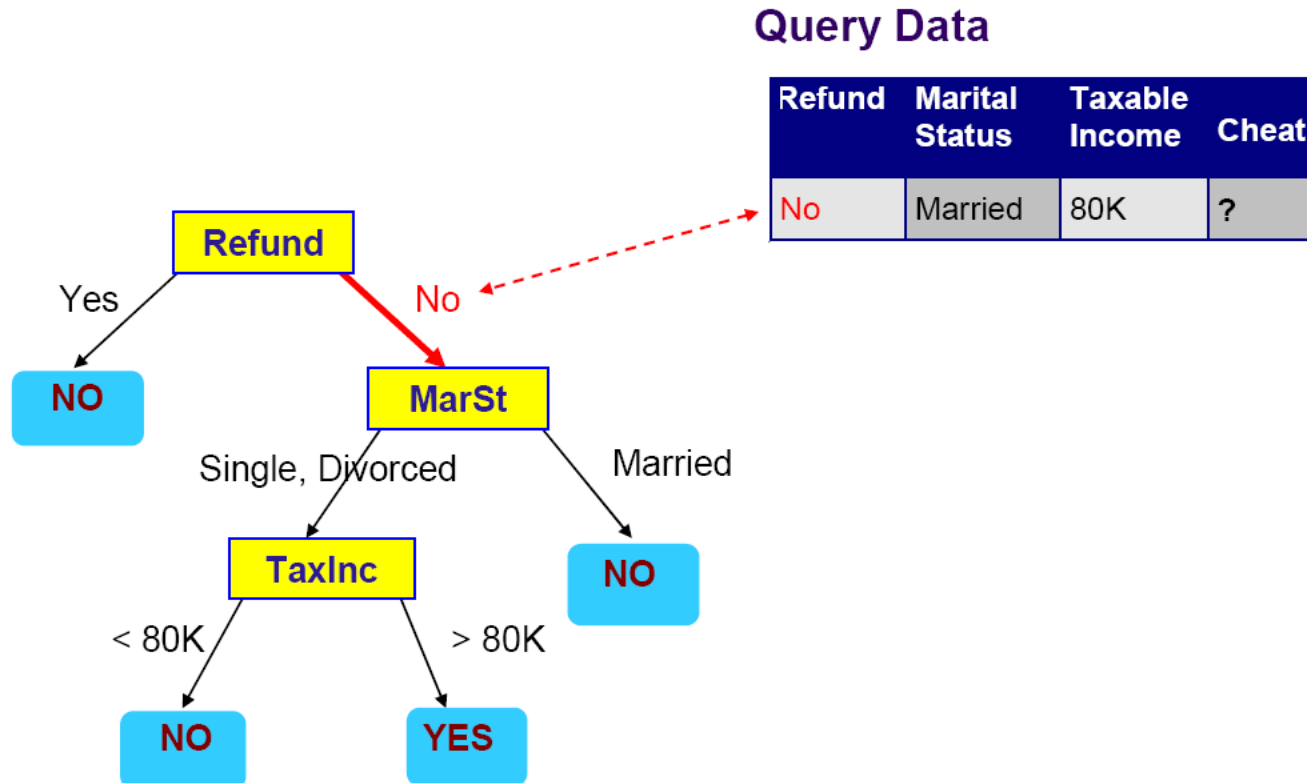 Query Data
Refund Marital Status Taxable Income Cheat
No Married 80K ?
Refund
Yes No
NO
MarSt
Single, Divorced Married
TaxInc
NO
< 80K > 80K
NO YES